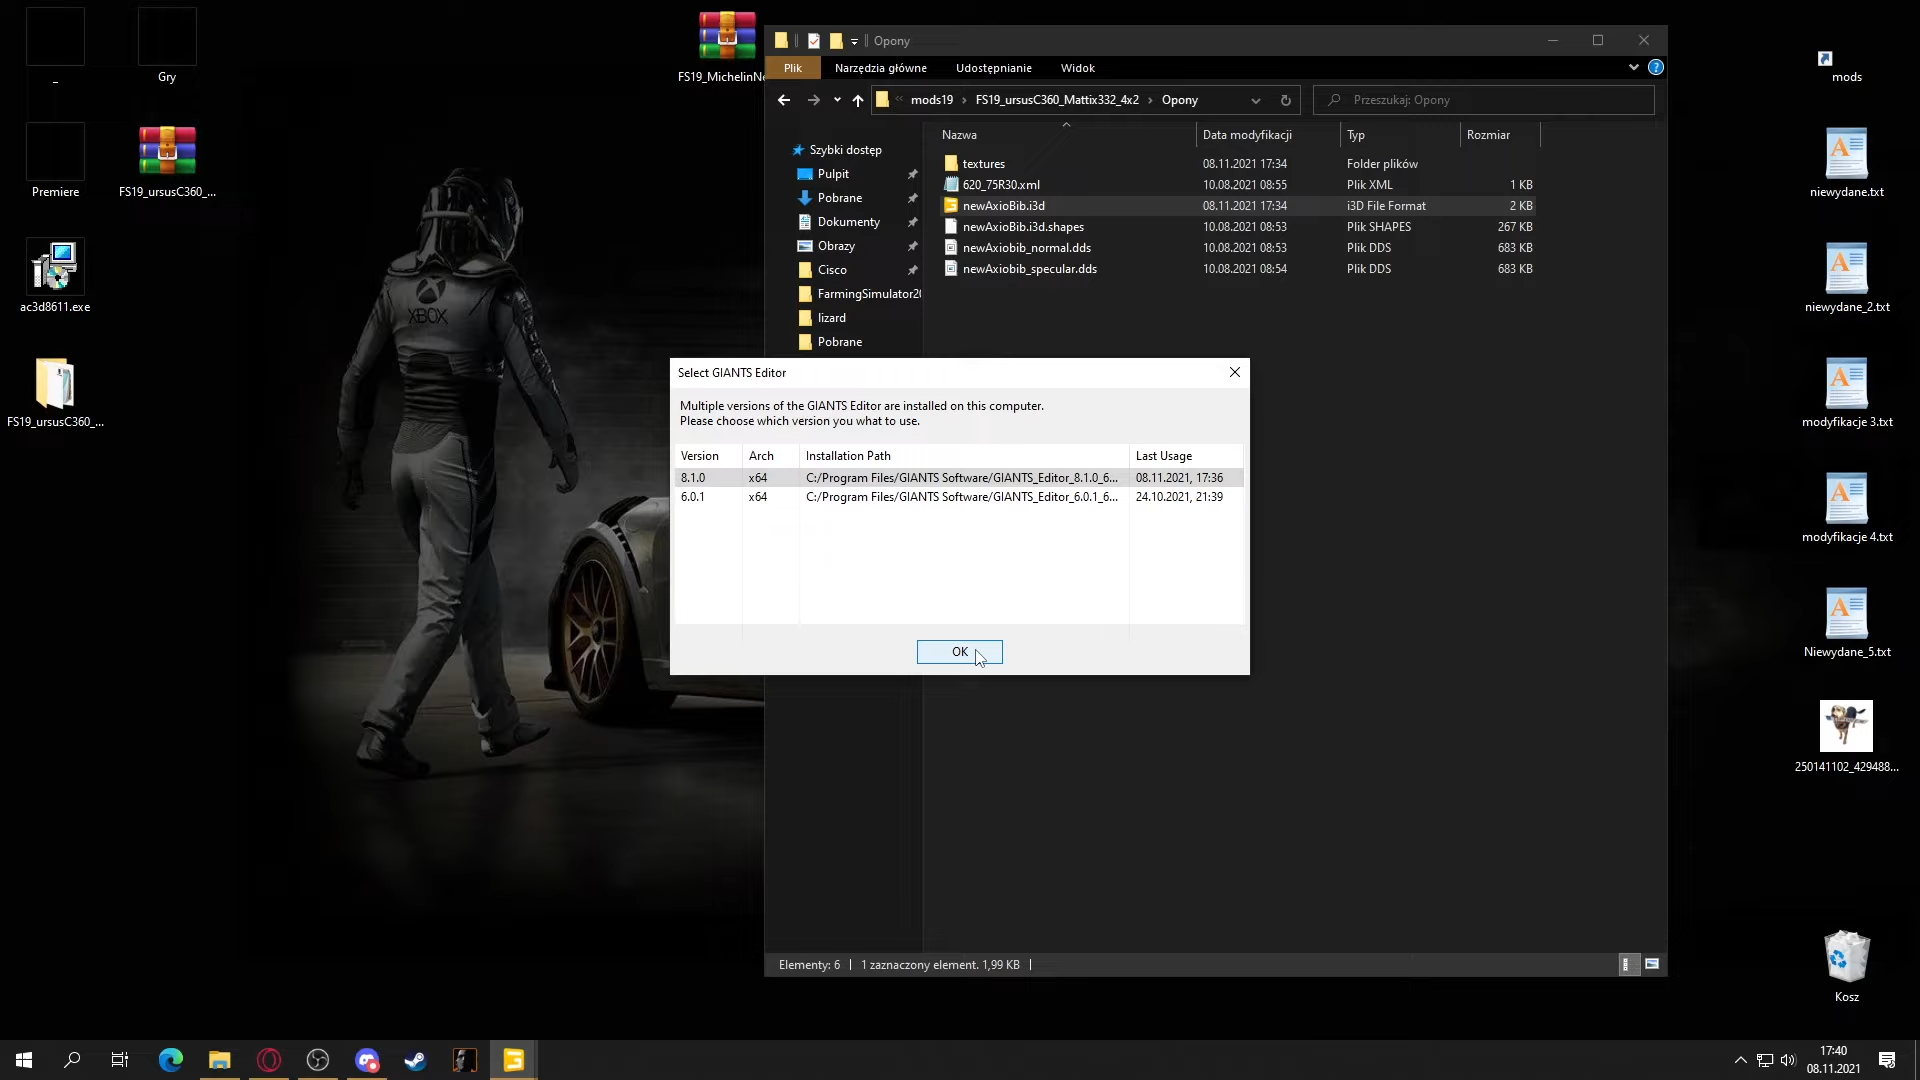 _
Gry
Premiere
FS19_ursusC360_...
ac3d8611.exe
FS19_ursusC360_...
XBOX
FS19_MichelinNe
Opony
Plik
Narzędzia główne
Udostępnianie
Widok
« mods19 › FS19_ursusC360_Mattix332_4x2 › Opony
Przeszukaj: Opony
Nazwa Data modyfikacji Typ Rozmiar
textures 08.11.2021 17:34 Folder plików
620_75R30.xml 10.08.2021 08:55 Plik XML 1 KB
newAxioBib.i3d 08.11.2021 17:34 i3D File Format 2 KB
newAxioBib.i3d.shapes 10.08.2021 08:53 Plik SHAPES 267 KB
newAxiobib_normal.dds 10.08.2021 08:53 Plik DDS 683 KB
newAxiobib_specular.dds 10.08.2021 08:54 Plik DDS 683 KB
Szybki dostęp
Pulpit
Pobrane
Dokumenty
Obrazy
Cisco
FarmingSimulator20
lizard
Pobrane
Select GIANTS Editor
Multiple versions of the GIANTS Editor are installed on this computer.
Please choose which version you what to use.
Version Arch Installation Path Last Usage
8.1.0 x64 C:/Program Files/GIANTS Software/GIANTS_Editor_8.1.0_6... 08.11.2021, 17:36
6.0.1 x64 C:/Program Files/GIANTS Software/GIANTS_Editor_6.0.1_6... 24.10.2021, 21:39
OK
Elementy: 6 | 1 zaznaczony element. 1,99 KB |
mods
niewydane.txt
niewydane_2.txt
modyfikacje 3.txt
modyfikacje 4.txt
Niewydane_5.txt
250141102_429488...
Kosz
17:40
08.11.2021